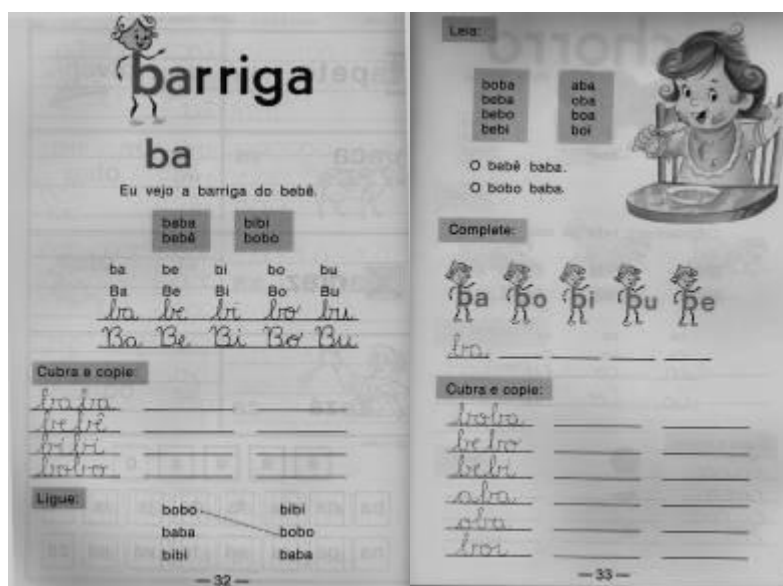 barriga
ba
Eu vejo a barriga do bebê.
baba bibi
bebê bobo
ba be bi bo bu
Ba Be Bi Bo Bu
ba be bi bo bu
Ba Be Bi Bo Bu
Cubra e copie:
baba
bebê
bibi
bobo
Ligue:
bobo bibi
baba bobo
bibi baba
— 32 —
Leia:
boba aba
beba oba
bebo boa
bebi boi
O bebê baba.
O bobo baba.
Complete:
ba bo bi bu be
ba
Cubra e copie:
boba
bebo
bebi
aba
oba
boi
— 33 —